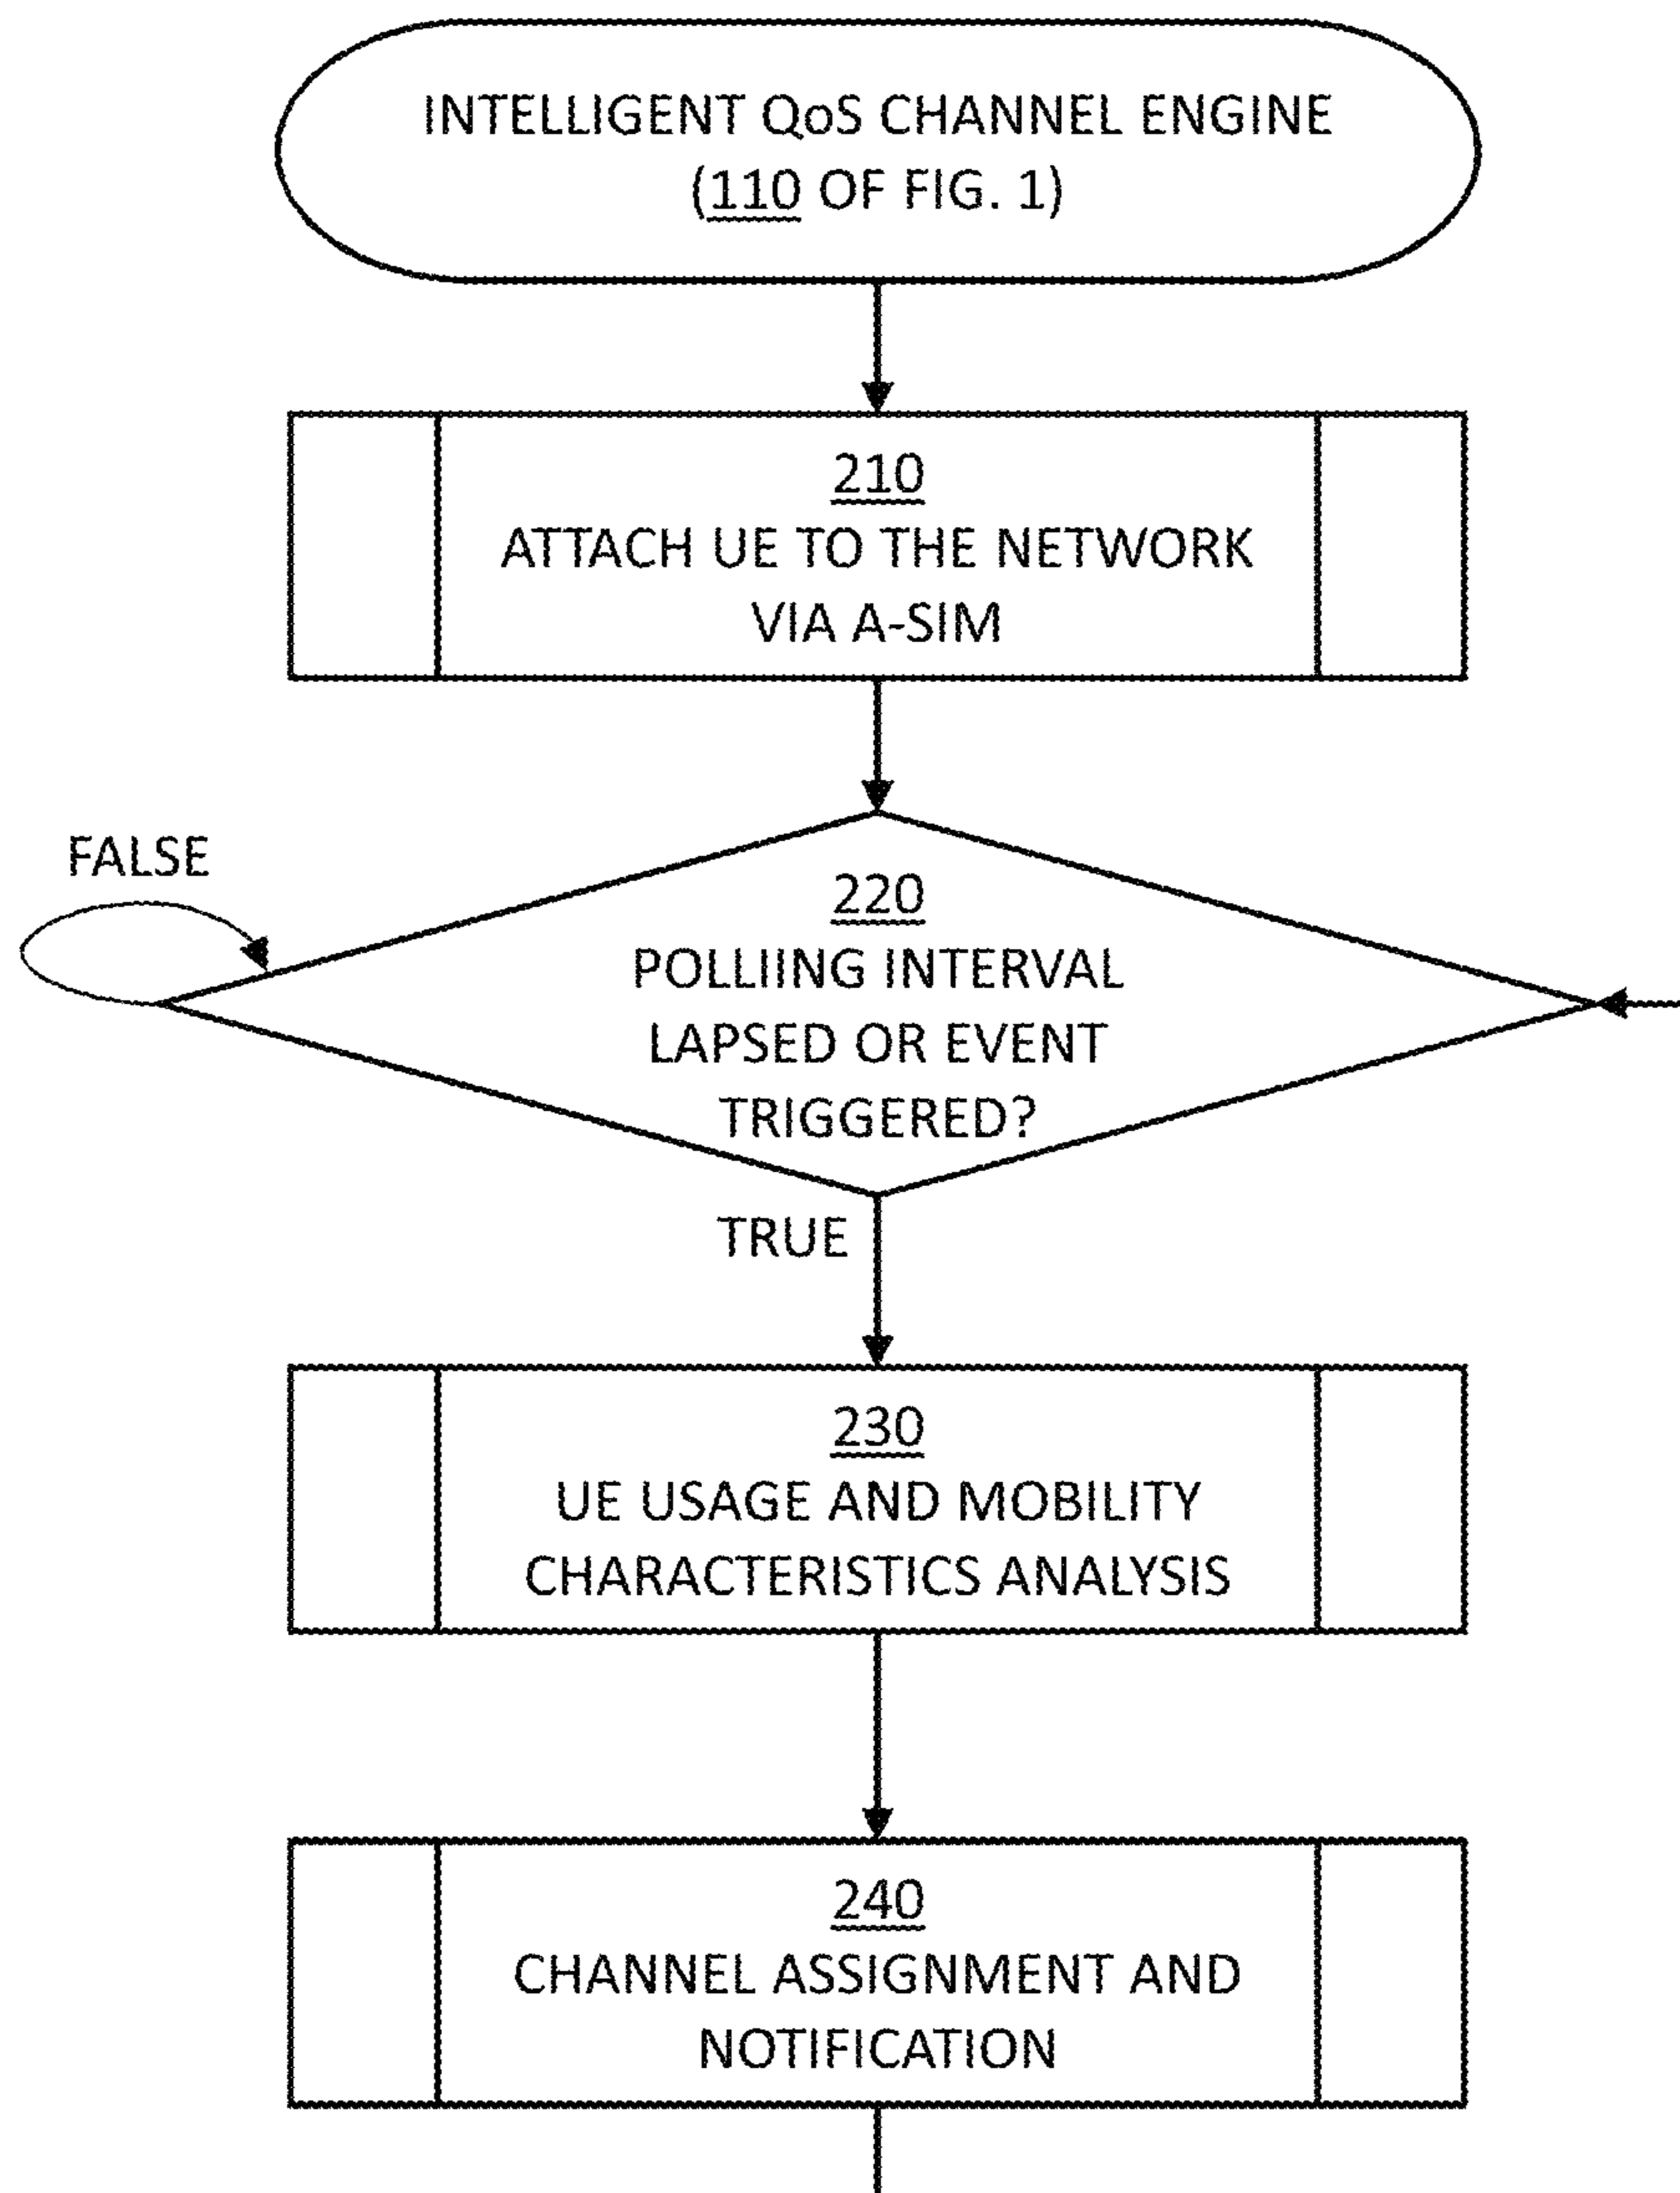 INTELLIGENT QoS CHANNEL ENGINE
(110 OF FIG. 1)
210
ATTACH UE TO THE NETWORK
VIA A-SIM
FALSE
220
POLLIING INTERVAL
LAPSED OR EVENT
TRIGGERED?
TRUE
230
UE USAGE AND MOBILITY
CHARACTERISTICS ANALYSIS
240
CHANNEL ASSIGNMENT AND
NOTIFICATION